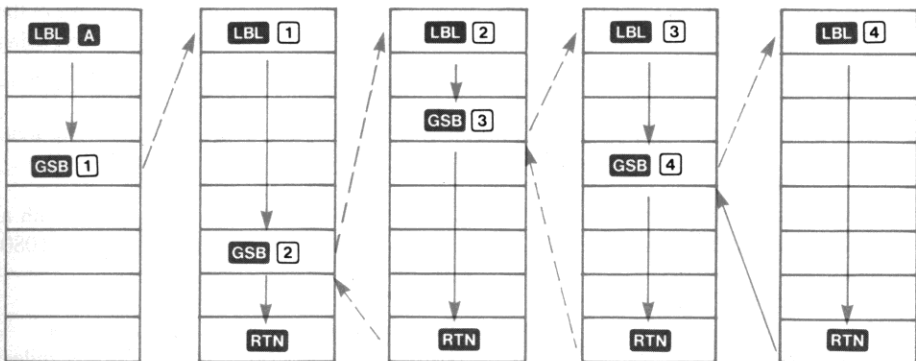 LBL A
GSB 1
LBL 1
GSB 2
RTN
LBL 2
GSB 3
RTN
LBL 3
GSB 4
RTN
LBL 4
RTN